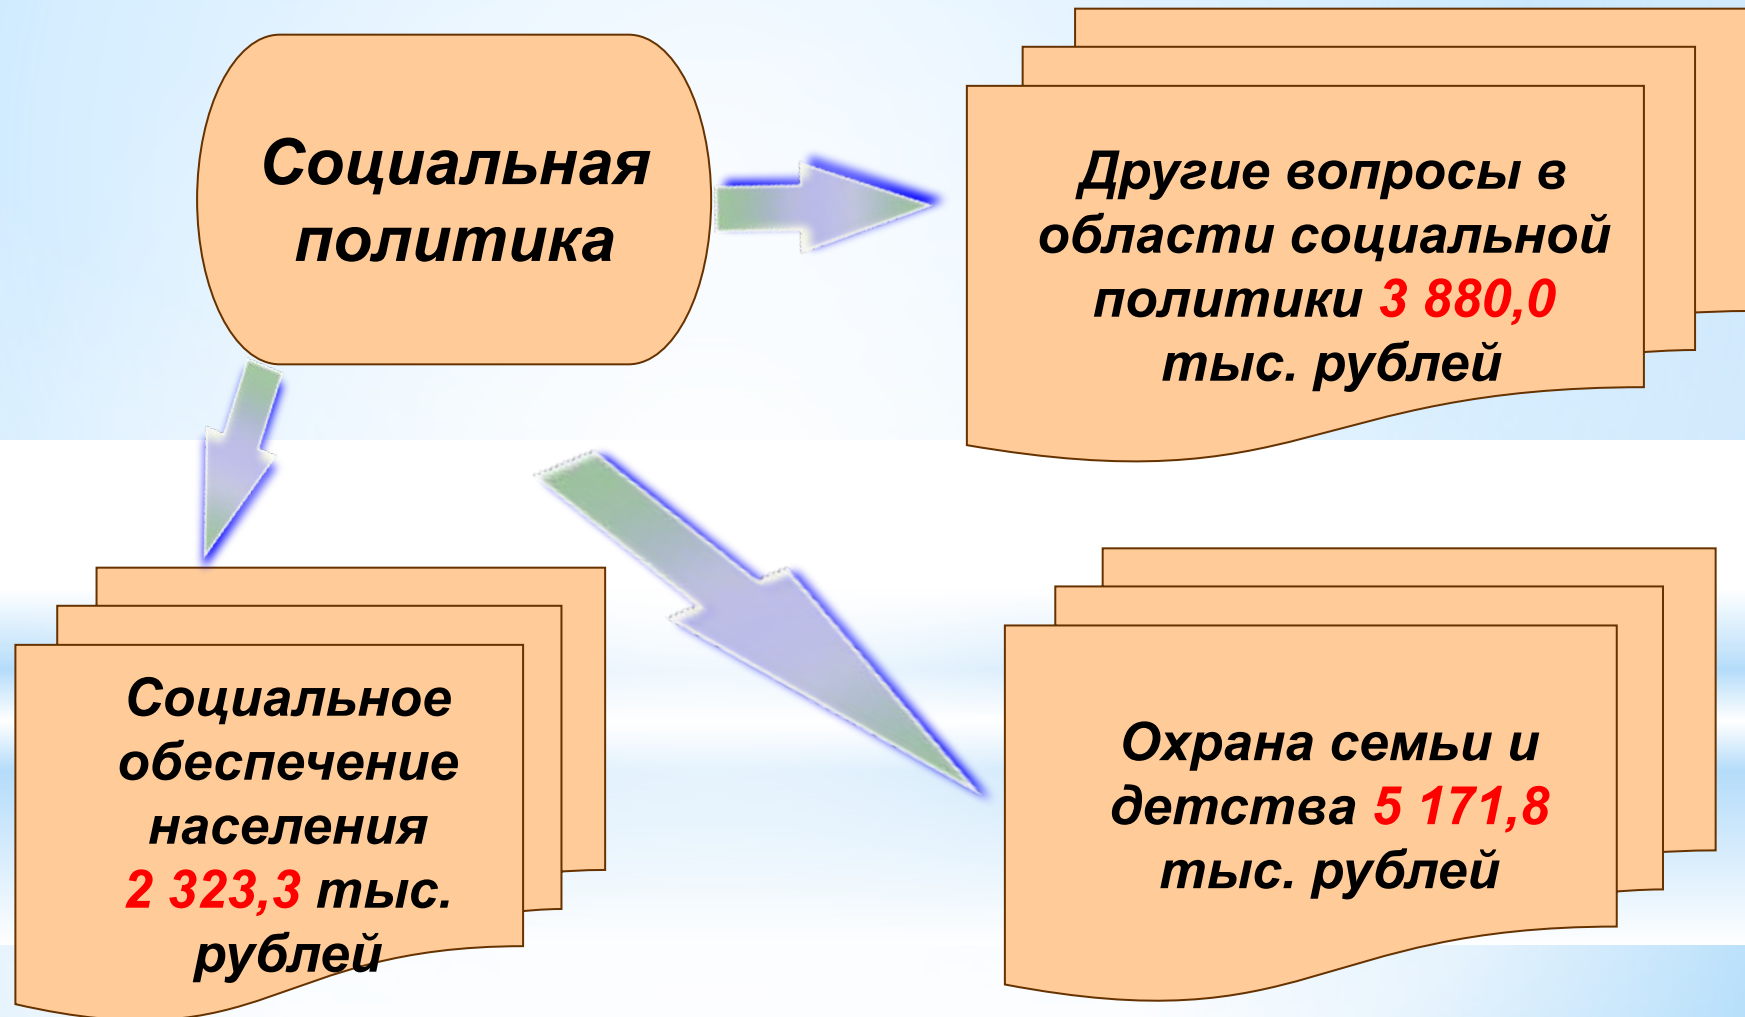 Социальная
политика
Другие вопросы в
области социальной
политики 3 880,0
тыс. рублей
Социальное
обеспечение
населения
2 323,3 тыс.
рублей
Охрана семьи и
детства 5 171,8
тыс. рублей